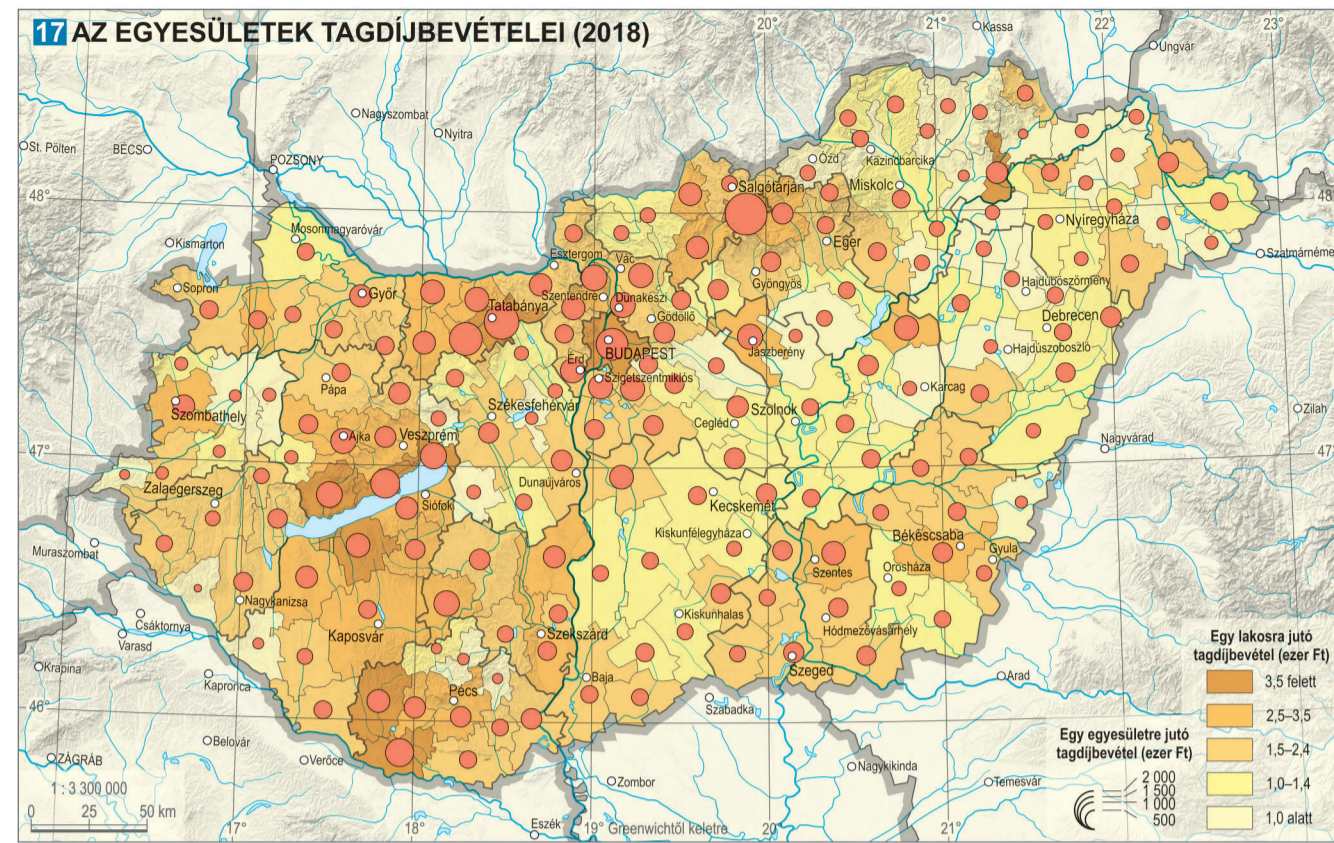 17 AZ EGYESÜLETEK TAGDÍJBEVÉTELEI (2018)
20°
21°
22°
23°
Kassa
Ungvár
Nagyszombat
Nyitra
St. Pölten
BÉCS
POZSONY
Ózd
Kazincbarcika
Miskolc
Salgótarján
48°
48°
Mosonmagyaróvár
Nyíregyháza
Kismarton
Eger
Esztergom
Vác
Szatmárnémeti
Sopron
Győr
Gyöngyös
Hajdúböszörmény
Szentendre
Dunakeszi
Tatabánya
Gödöllő
Debrecen
BUDAPEST
Jászberény
Hajdúszoboszló
Érd
Szigetszentmiklós
Pápa
Karcag
Szombathely
Székesfehérvár
Szolnok
Zilah
Cegléd
Ajka
Veszprém
Nagyvárad
47°
47°
Zalaegerszeg
Dunaújváros
Siófok
Kecskemét
Kiskunfélegyháza
Békéscsaba
Muraszombat
Gyula
Szentes
Orosháza
Nagykanizsa
Kiskunhalas
Csáktornya
Hódmezővásárhely
Varasd
Kaposvár
Szekszárd
Szeged
Krapina
Kapronca
Baja
Arad
Pécs
46°
Szabadka
Belovár
ZÁGRÁB
Verőce
Nagykikinda
Zombor
Temesvár
1 : 3 300 000
0 25 50 km
Eszék
17°
18°
19° Greenwichtől keletre
20°
21°
Egy lakosra jutó
tagdíjbevétel (ezer Ft)
3,5 felett
2,5–3,5
1,5–2,4
1,0–1,4
1,0 alatt
Egy egyesületre jutó
tagdíjbevétel (ezer Ft)
2 000
1 500
1 000
500